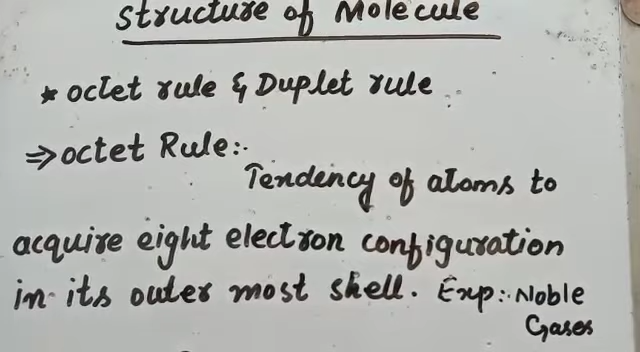 Structure of Molecule
* octet rule & Duplet rule
⇒ octet Rule:-
Tendency of atoms to
acquire eight electron configuration
in its outer most shell. Exp:- Noble
Gases